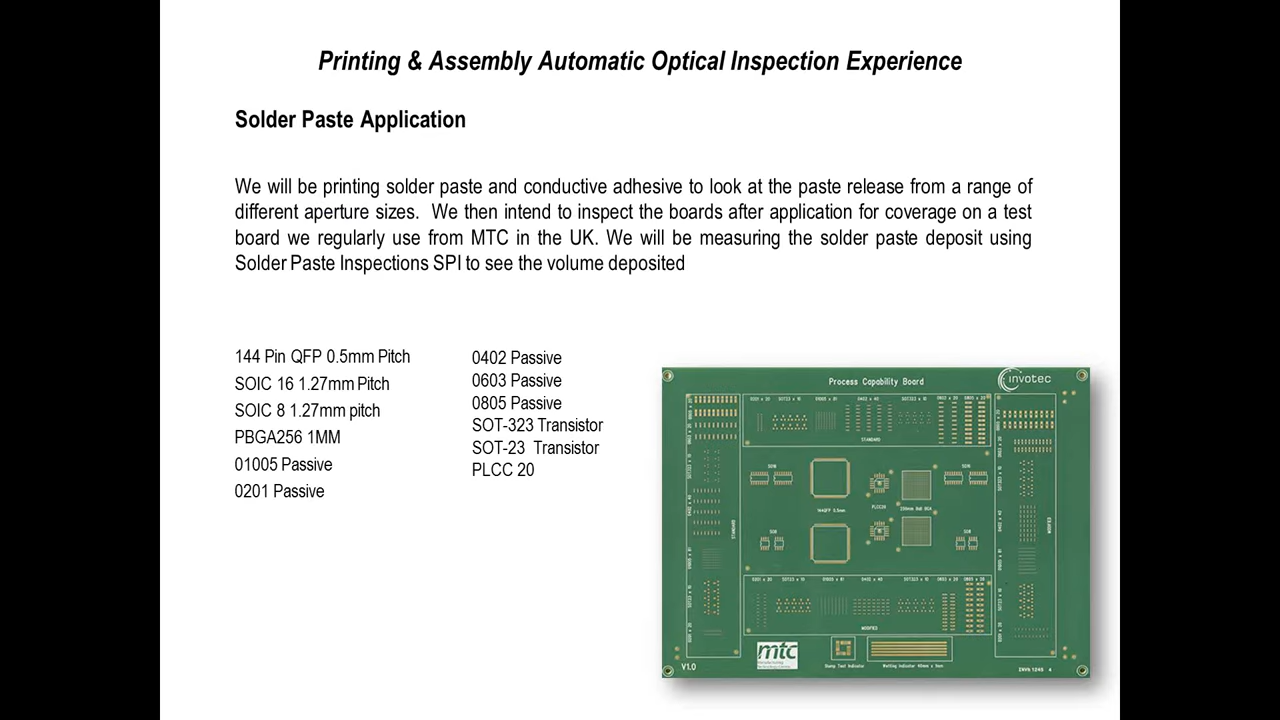 Printing & Assembly Automatic Optical Inspection Experience
Solder Paste Application
We will be printing solder paste and conductive adhesive to look at the paste release from a range of
different aperture sizes. We then intend to inspect the boards after application for coverage on a test
board we regularly use from MTC in the UK. We will be measuring the solder paste deposit using
Solder Paste Inspections SPI to see the volume deposited
144 Pin QFP 0.5mm Pitch
SOIC 16 1.27mm Pitch
SOIC 8 1.27mm pitch
PBGA256 1MM
01005 Passive
0201 Passive
0402 Passive
0603 Passive
0805 Passive
SOT-323 Transistor
SOT-23 Transistor
PLCC 20
Process Capability Board
invotec
STANDARD
144QFP 0.5mm
PLCC20
MODIFIED
mtc
V1.0
Wetting Indicator